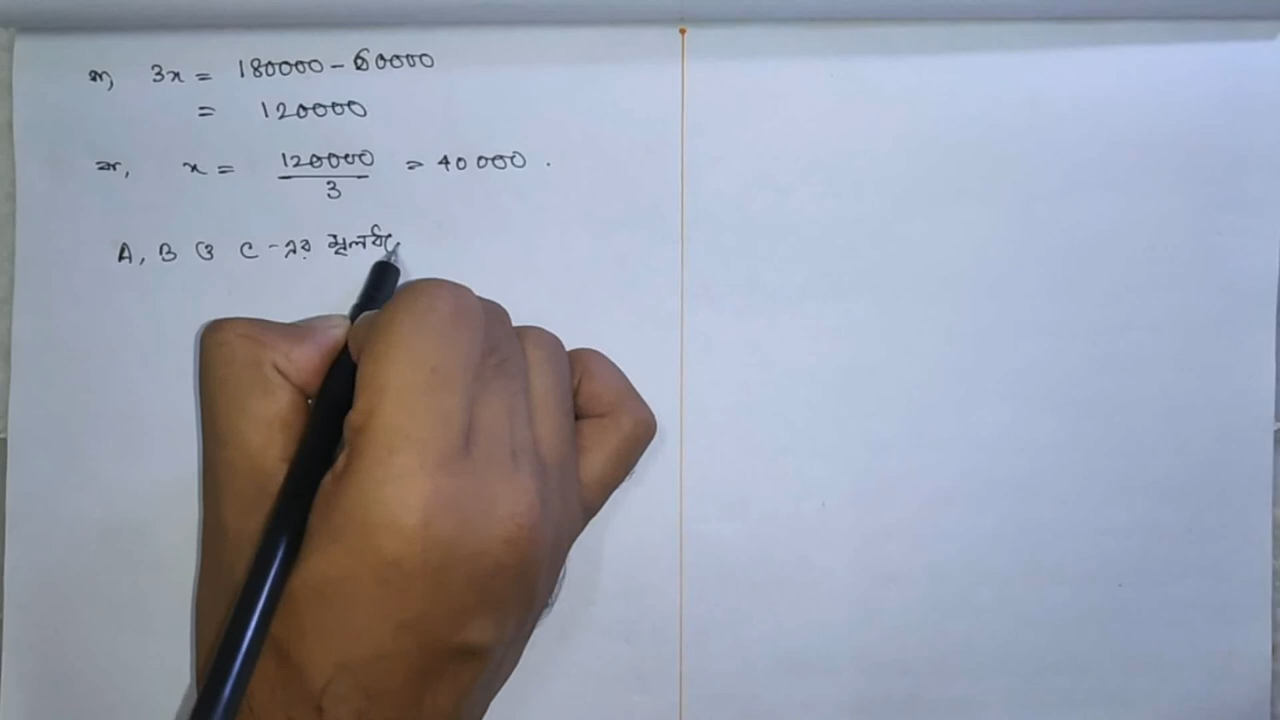 বা, 3x = 180000 - 60000
= 120000
বা, x = 120000/3 = 40000.
A, B ও C-এর মূলধ